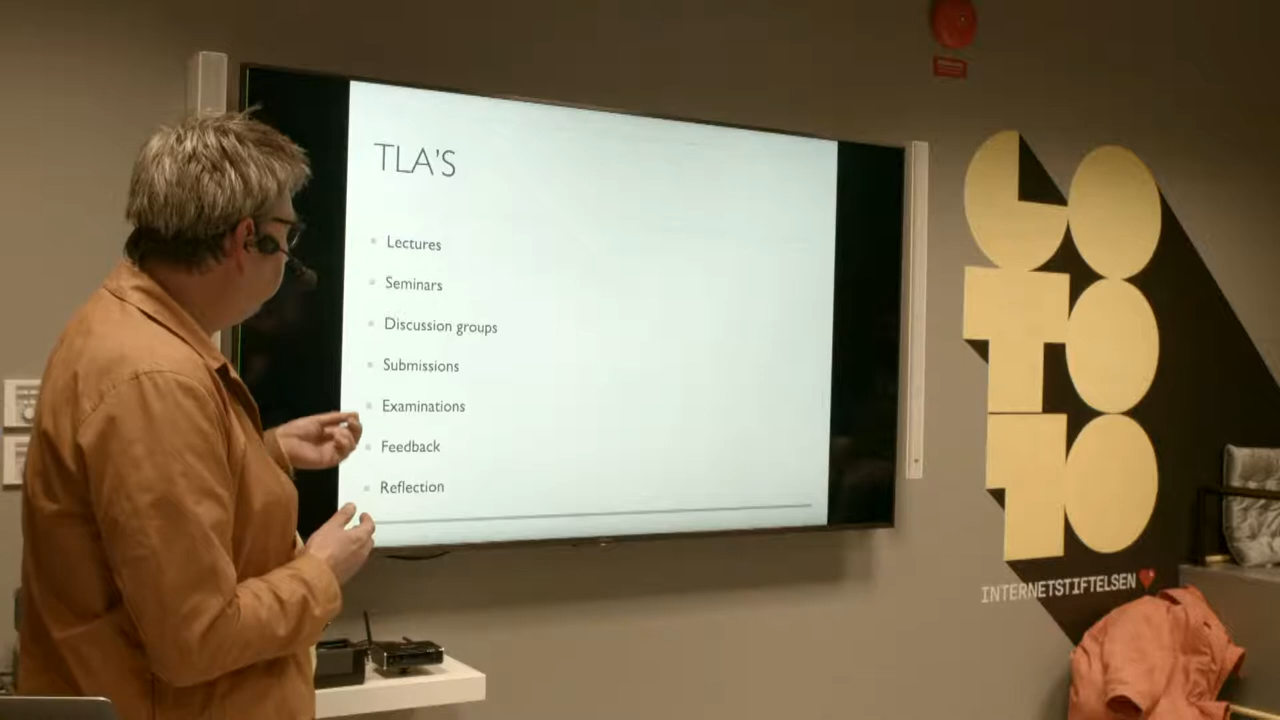 TLA'S
Lectures
Seminars
Discussion groups
Submissions
Examinations
Feedback
Reflection
INTERNETSTIFTELSEN